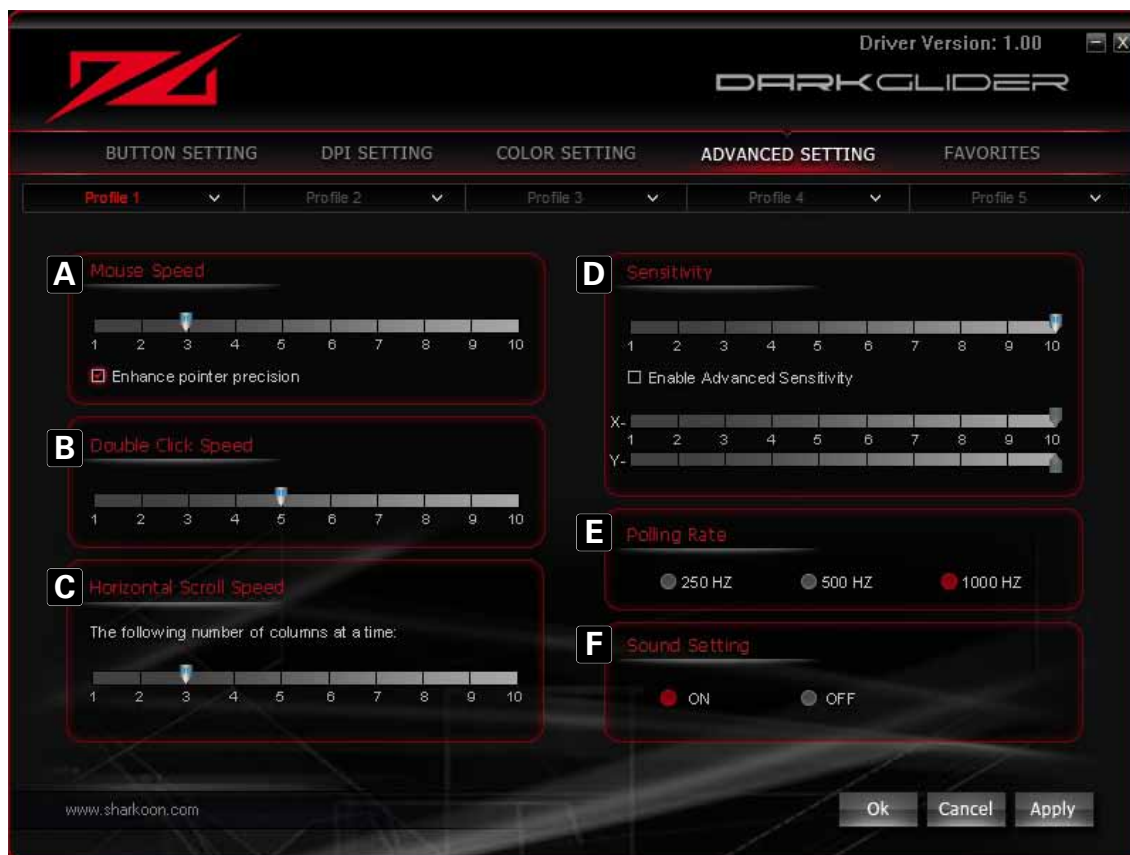 Driver Version: 1.00
DARKGLIDER
BUTTON SETTING DPI SETTING COLOR SETTING ADVANCED SETTING FAVORITES
Profile 1 Profile 2 Profile 3 Profile 4 Profile 5
A Mouse Speed
1 2 3 4 5 6 7 8 9 10
Enhance pointer precision
B Double Click Speed
1 2 3 4 5 6 7 8 9 10
C Horizontal Scroll Speed
The following number of columns at a time:
1 2 3 4 5 6 7 8 9 10
D Sensitivity
1 2 3 4 5 6 7 8 9 10
Enable Advanced Sensitivity
X-
1 2 3 4 5 6 7 8 9 10
Y-
E Polling Rate
250 HZ 500 HZ 1000 HZ
F Sound Setting
ON OFF
www.sharkoon.com
Ok Cancel Apply